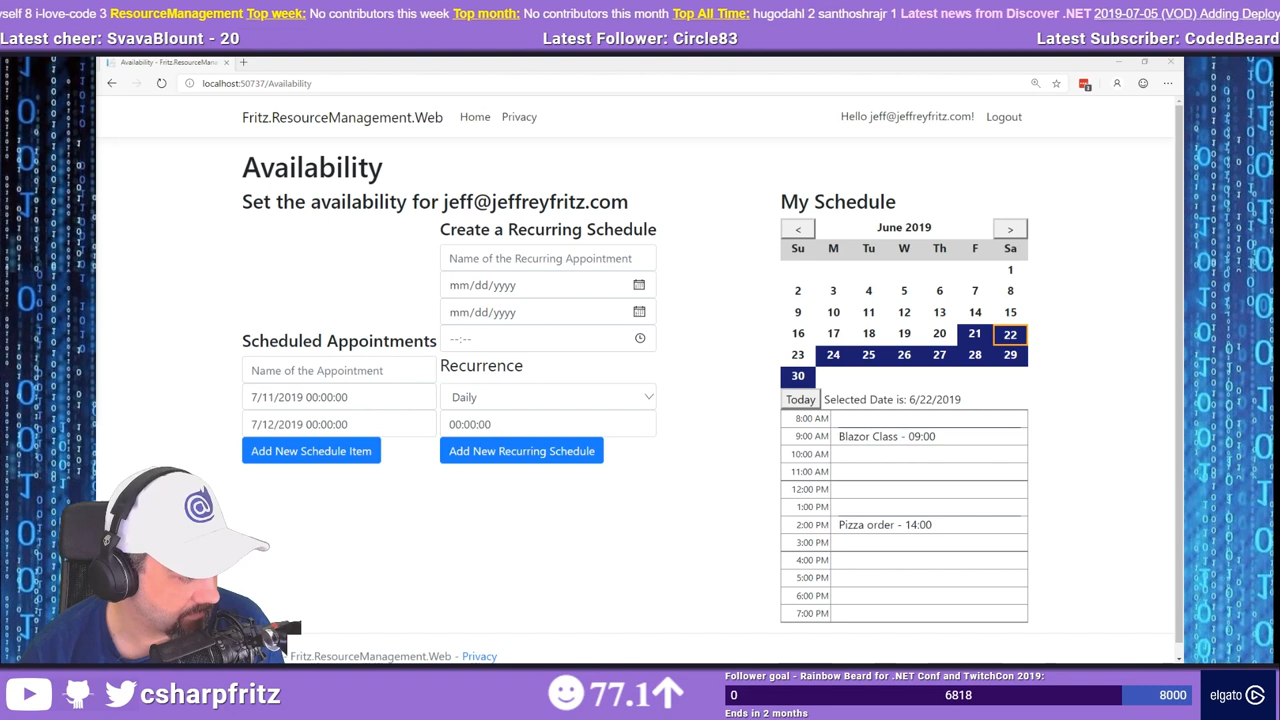 yself 8 i-love-code 3 ResourceManagement Top week: No contributors this week Top month: No contributors this month Top All Time: hugodahl 2 santhoshrajr 1 Latest news from Discover .NET 2019-07-05 (VOD) Adding Deploy
Latest cheer: SvavaBlount - 20
Latest Follower: Circle83
Latest Subscriber: CodedBeard
Availability - Fritz.ResourceMana
localhost:50737/Availability
Fritz.ResourceManagement.Web
Home
Privacy
Hello jeff@jeffreyfritz.com!
Logout
Availability
Set the availability for jeff@jeffreyfritz.com
Create a Recurring Schedule
Name of the Recurring Appointment
mm/dd/yyyy
mm/dd/yyyy
--:--
Scheduled Appointments
Recurrence
Name of the Appointment
Daily
7/11/2019 00:00:00
7/12/2019 00:00:00
00:00:00
Add New Schedule Item
Add New Recurring Schedule
My Schedule
< June 2019 >
Su M Tu W Th F Sa
1
2 3 4 5 6 7 8
9 10 11 12 13 14 15
16 17 18 19 20 21 22
23 24 25 26 27 28 29
30
Today Selected Date is: 6/22/2019
8:00 AM
9:00 AM Blazor Class - 09:00
10:00 AM
11:00 AM
12:00 PM
1:00 PM
2:00 PM Pizza order - 14:00
3:00 PM
4:00 PM
5:00 PM
6:00 PM
7:00 PM
Fritz.ResourceManagement.Web - Privacy
csharpfritz
77.1
Follower goal - Rainbow Beard for .NET Conf and TwitchCon 2019:
0 6818 8000
Ends in 2 months
elgato